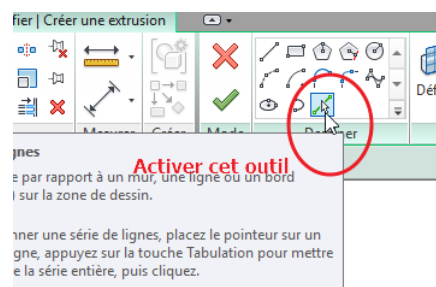 fier | Créer une extrusion
Déf
Mesurer Créer Mode Dessiner
gnes
Activer cet outil
e par rapport à un mur, une ligne ou un bord
) sur la zone de dessin.
nner une série de lignes, placez le pointeur sur un
gne, appuyez sur la touche Tabulation pour mettre
e la série entière, puis cliquez.